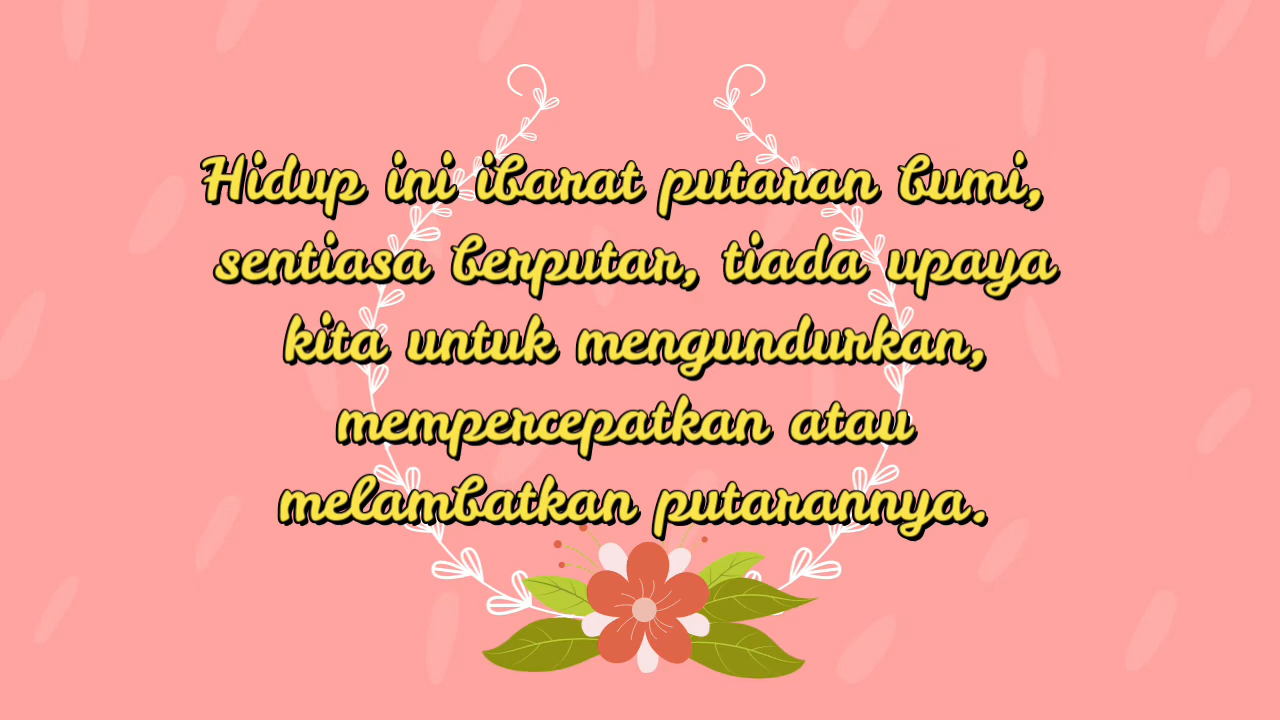 Hidup ini ibarat putaran bumi,
sentiasa berputar, tiada upaya
kita untuk mengundurkan,
mempercepatkan atau
melambatkan putarannya.